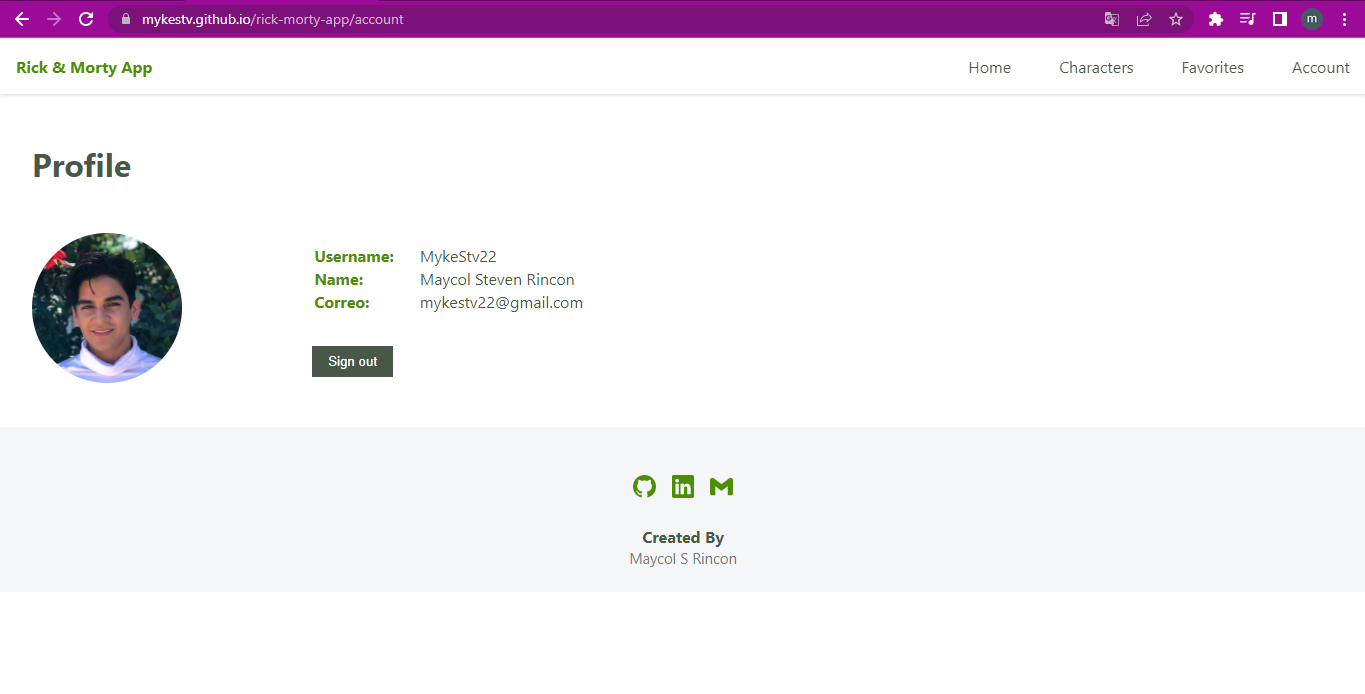 mykestv.github.io/rick-morty-app/account
m
Rick & Morty App
Home Characters Favorites Account
Profile
Username: MykeStv22
Name: Maycol Steven Rincon
Correo: mykestv22@gmail.com
Sign out
in
Created By
Maycol S Rincon